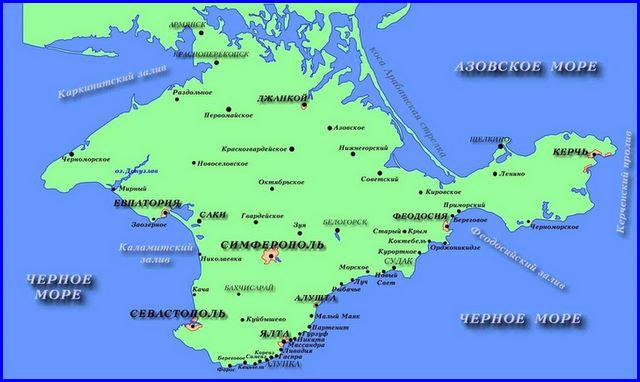 АРМЯНСК
КРАСНОПЕРЕКОПСК
Каркинитский залив
коса Арабатская стрелка
АЗОВСКОЕ МОРЕ
Раздольное
ДЖАНКОЙ
Первомайское
Азовское
Черноморское
Красногвардейское
Нижнегорский
ЩЕЛКИНО
КЕРЧЬ
Керченский пролив
оз. Донузлав
Новоселовское
Советский
Ленино
Мирный
Октябрьское
Кировское
ЕВПАТОРИЯ
Заозёрное
САКИ
Гвардейское
Зуя
БЕЛОГОРСК
Приморский
ФЕОДОСИЯ
Береговое
Черноморское
Старый Крым
Коктебель
Орджоникидзе
Феодосийский залив
Каламитский
залив
СИМФЕРОПОЛЬ
Николаевка
Курортное
СУДАК
Морское
Новый
Свет
ЧЕРНОЕ
МОРЕ
Кача
БАХЧИСАРАЙ
Луч
Рыбачье
АЛУШТА
СЕВАСТОПОЛЬ
Куйбышево
Малый Маяк
ЧЕРНОЕ МОРЕ
Партенит
ЯЛТА
Гурзуф
Никита
Массандра
Ливадия
Гаспра
Кореиз
Симеиз
АЛУПКА
Береговое
Кацивели
Форос